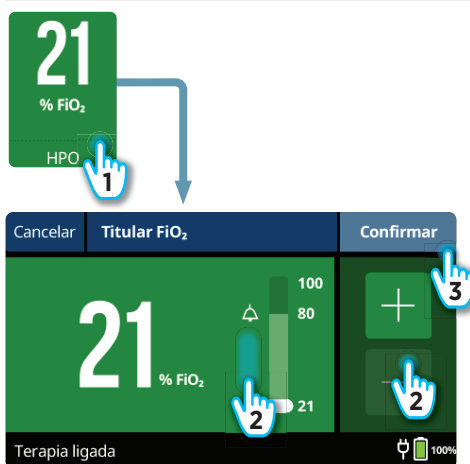 21
% FiO₂
HPO
1
Cancelar
Titular FiO₂
Confirmar
3
100
80
21
% FiO₂
21
2
2
Terapia ligada
100%